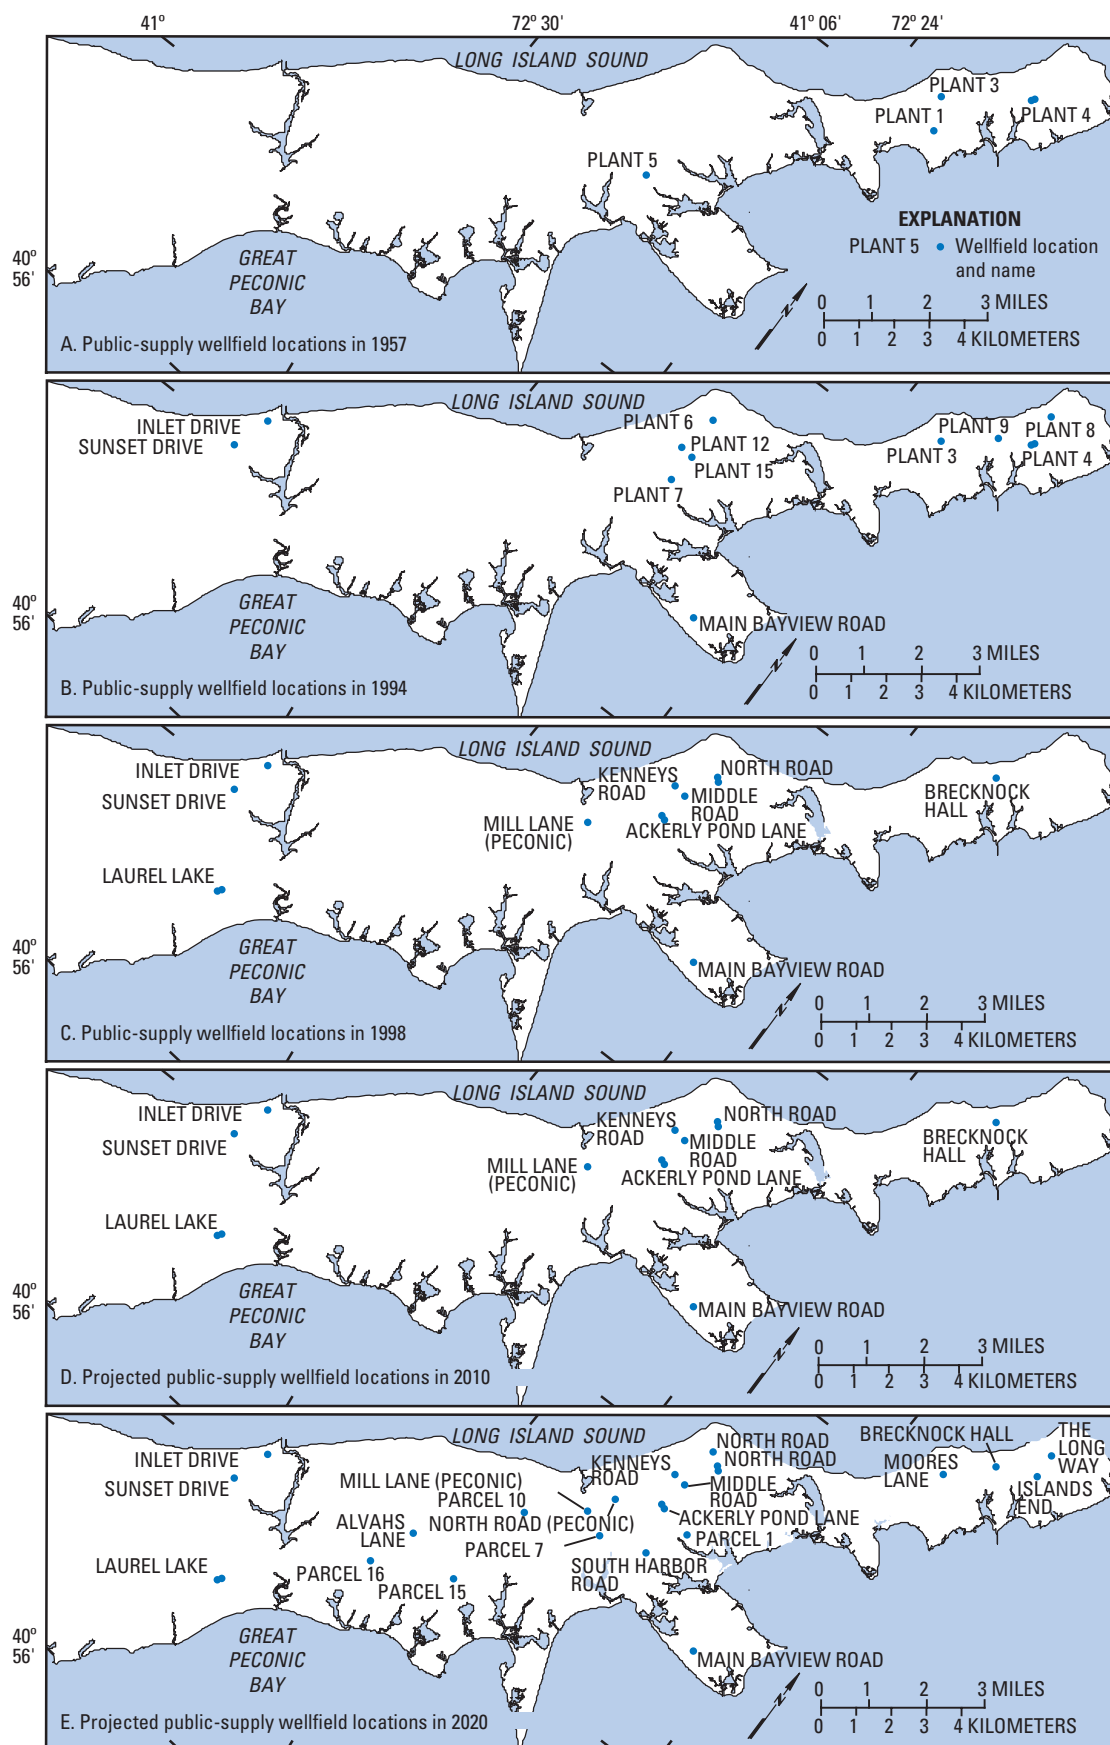 41° 72° 30' 41° 06' 72° 24'
LONG ISLAND SOUND
PLANT 3
PLANT 1
PLANT 4
PLANT 5
EXPLANATION
PLANT 5 Wellfield location
and name
40°
56'
GREAT
PECONIC
BAY
N
0 1 2 3 MILES
0 1 2 3 4 KILOMETERS
A. Public-supply wellfield locations in 1957
LONG ISLAND SOUND
INLET DRIVE
SUNSET DRIVE
PLANT 6
PLANT 12
PLANT 15
PLANT 7
PLANT 9
PLANT 8
PLANT 3
PLANT 4
40°
56'
GREAT
PECONIC
BAY
MAIN BAYVIEW ROAD
N
0 1 2 3 MILES
0 1 2 3 4 KILOMETERS
B. Public-supply wellfield locations in 1994
LONG ISLAND SOUND
INLET DRIVE
SUNSET DRIVE
KENNEYS
ROAD
NORTH ROAD
MIDDLE
ROAD
MILL LANE
(PECONIC)
ACKERLY POND LANE
BRECKNOCK
HALL
LAUREL LAKE
40°
56'
GREAT
PECONIC
BAY
MAIN BAYVIEW ROAD
N
0 1 2 3 MILES
0 1 2 3 4 KILOMETERS
C. Public-supply wellfield locations in 1998
LONG ISLAND SOUND
INLET DRIVE
SUNSET DRIVE
KENNEYS
ROAD
NORTH ROAD
MIDDLE
ROAD
MILL LANE
(PECONIC)
ACKERLY POND LANE
BRECKNOCK
HALL
LAUREL LAKE
40°
56'
GREAT
PECONIC
BAY
MAIN BAYVIEW ROAD
N
0 1 2 3 MILES
0 1 2 3 4 KILOMETERS
D. Projected public-supply wellfield locations in 2010
LONG ISLAND SOUND
INLET DRIVE
SUNSET DRIVE
NORTH ROAD
NORTH ROAD
KENNEYS
ROAD
MIDDLE
ROAD
BRECKNOCK HALL
THE
LONG
WAY
MOORES
LANE
ISLANDS
END
MILL LANE (PECONIC)
PARCEL 10
ALVAHS
LANE
NORTH ROAD (PECONIC)
ACKERLY POND LANE
PARCEL 7
PARCEL 1
LAUREL LAKE
PARCEL 16
PARCEL 15
SOUTH HARBOR
ROAD
40°
56'
GREAT
PECONIC
BAY
MAIN BAYVIEW ROAD
N
0 1 2 3 MILES
0 1 2 3 4 KILOMETERS
E. Projected public-supply wellfield locations in 2020